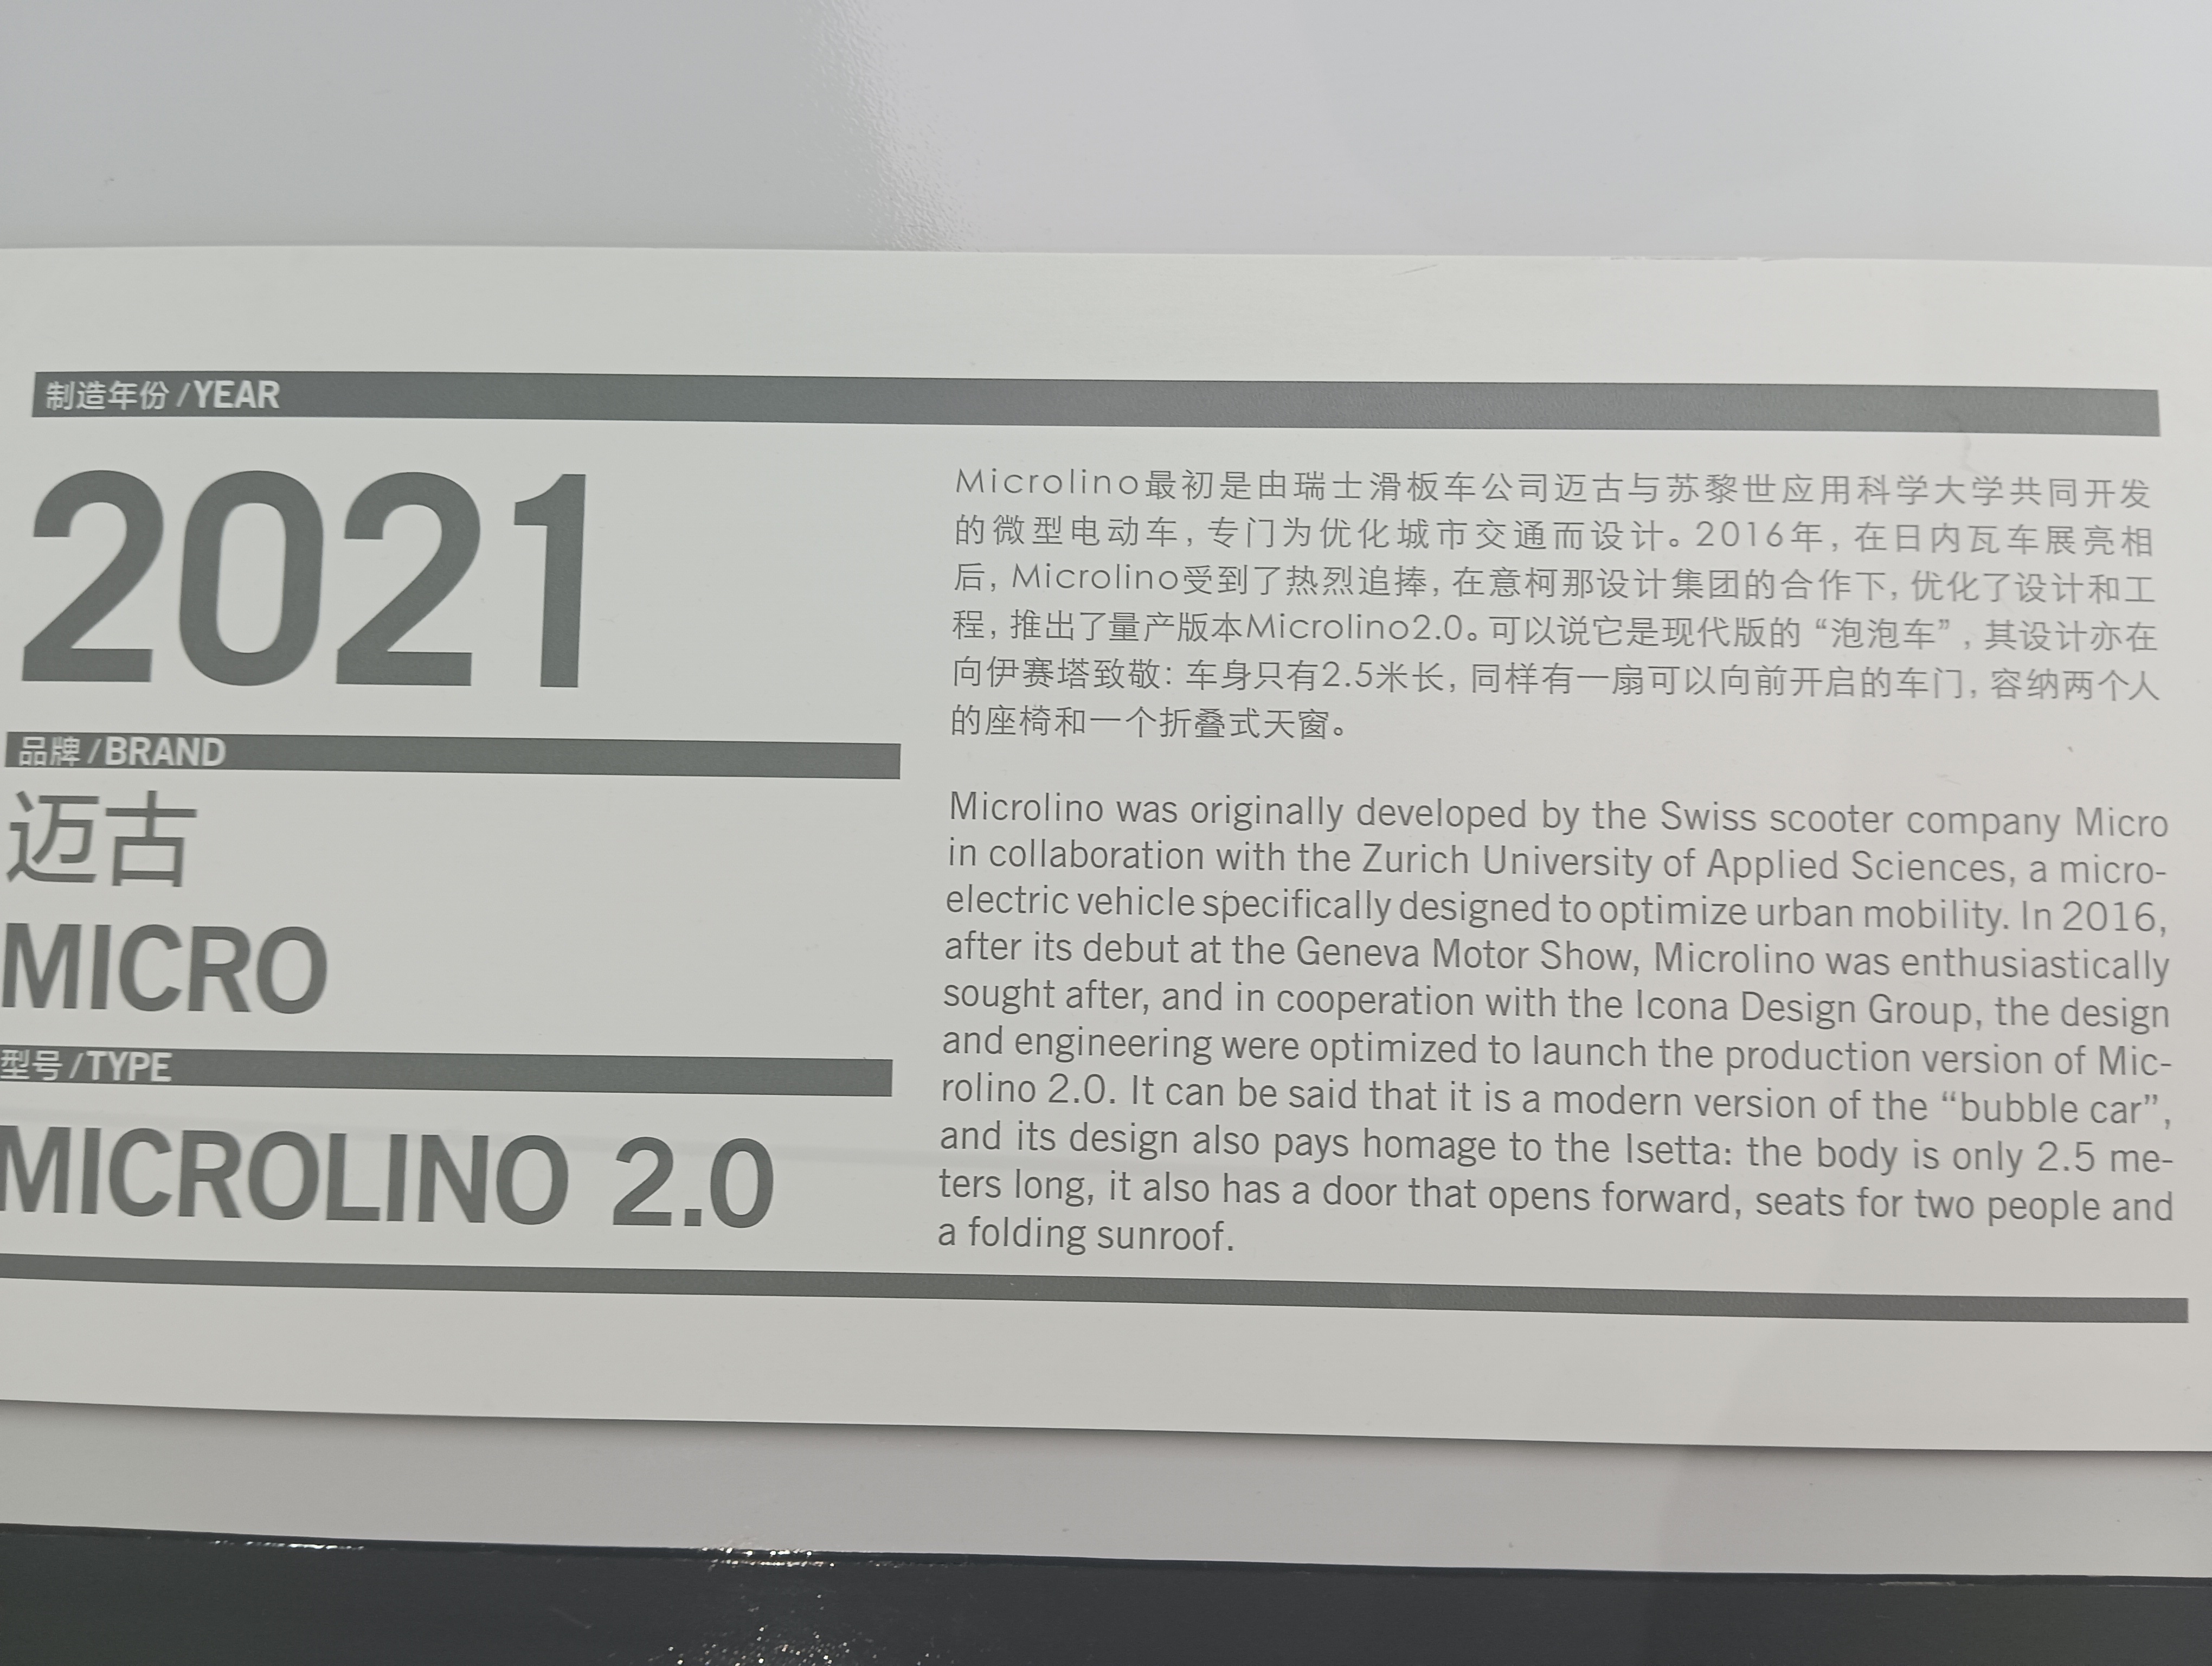 制造年份/YEAR
2021
品牌/BRAND
迈古
MICRO
型号/TYPE
MICROLINO 2.0
Microlino最初是由瑞士滑板车公司迈古与苏黎世应用科学大学共同开发
的微型电动车,专门为优化城市交通而设计。2016年,在日内瓦车展亮相
后,Microlino受到了热烈追捧,在意柯那设计集团的合作下,优化了设计和工
程,推出了量产版本Microlino2.0。可以说它是现代版的“泡泡车”,其设计亦在
向伊赛塔致敬:车身只有2.5米长,同样有一扇可以向前开启的车门,容纳两个人
的座椅和一个折叠式天窗。
Microlino was originally developed by the Swiss scooter company Micro
in collaboration with the Zurich University of Applied Sciences, a micro-
electric vehicle specifically designed to optimize urban mobility. In 2016,
after its debut at the Geneva Motor Show, Microlino was enthusiastically
sought after, and in cooperation with the Icona Design Group, the design
and engineering were optimized to launch the production version of Mic-
rolino 2.0. It can be said that it is a modern version of the “bubble car”,
and its design also pays homage to the Isetta: the body is only 2.5 me-
ters long, it also has a door that opens forward, seats for two people and
a folding sunroof.